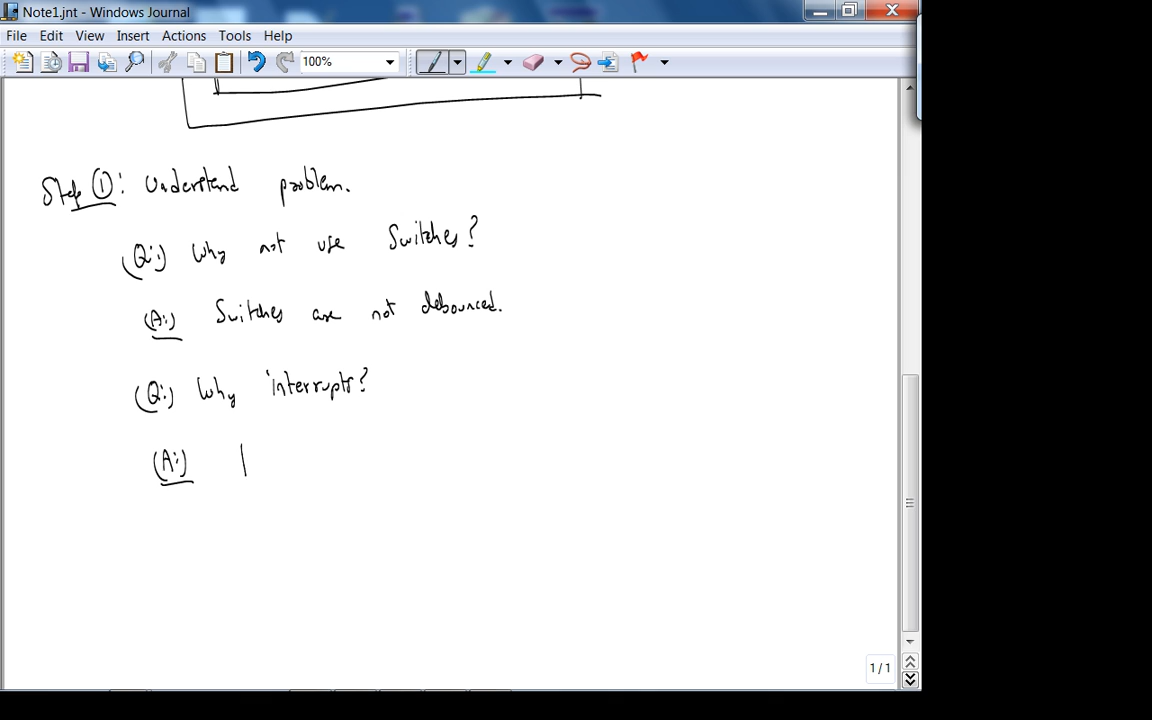 Note1.jnt - Windows Journal
File Edit View Insert Actions Tools Help
100%
Step ①: Understand problem.
(Q:) Why not use Switches?
(A:) Switches are not debounced.
(Q:) Why interrupts?
(A:)
1 / 1